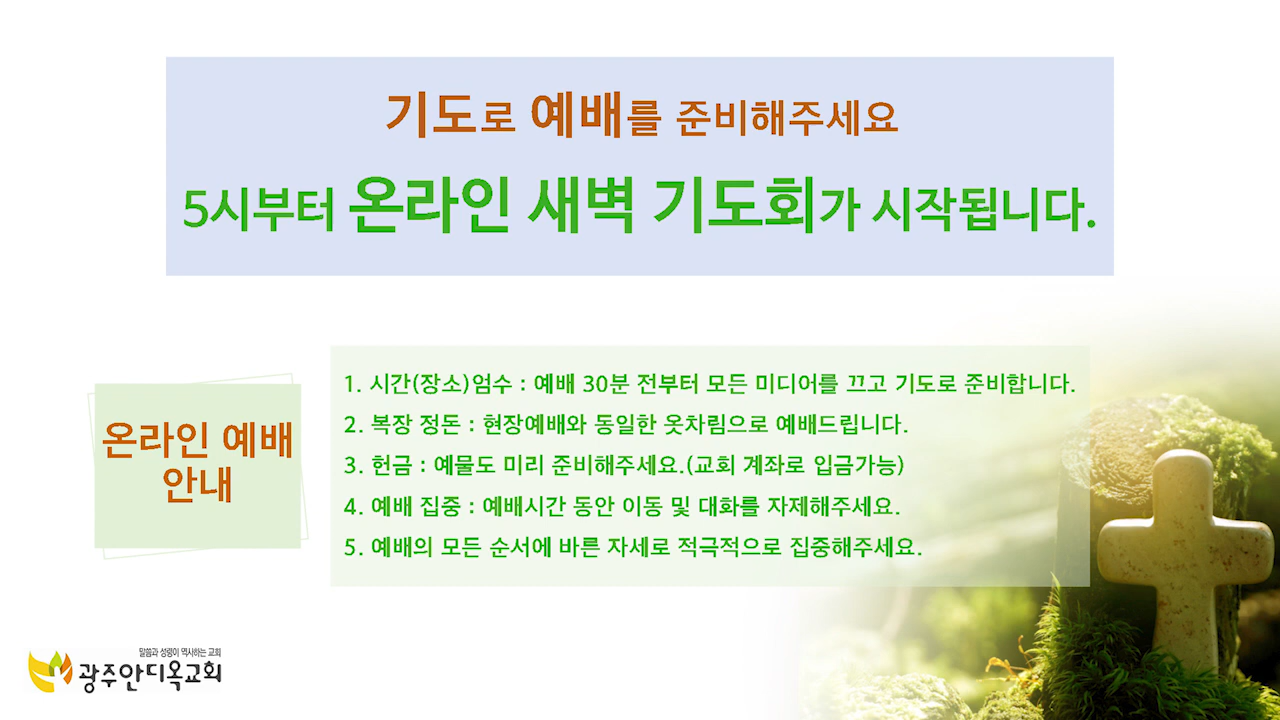 기도로 예배를 준비해주세요
5시부터 온라인 새벽 기도회가 시작됩니다.
온라인 예배
안내
1. 시간(장소)엄수 : 예배 30분 전부터 모든 미디어를 끄고 기도로 준비합니다.
2. 복장 정돈 : 현장예배와 동일한 옷차림으로 예배드립니다.
3. 헌금 : 예물도 미리 준비해주세요.(교회 계좌로 입금가능)
4. 예배 집중 : 예배시간 동안 이동 및 대화를 자제해주세요.
5. 예배의 모든 순서에 바른 자세로 적극적으로 집중해주세요.
말씀과 성령이 역사하는 교회
광주안디옥교회